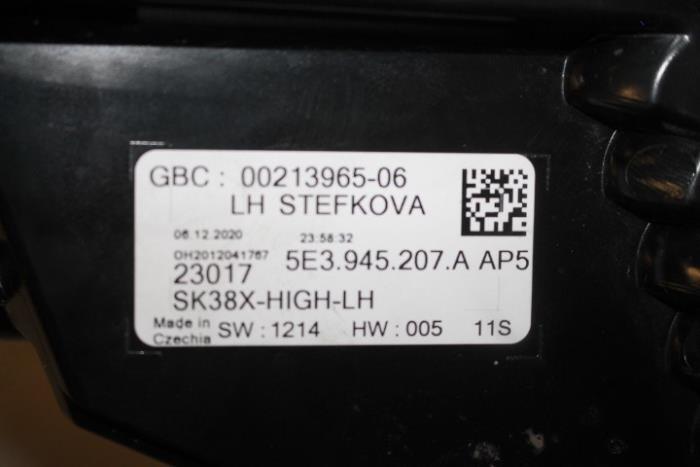 GBC : 00213965-06
LH STEFKOVA
06.12.2020 23:58:32
OH2012041767
23017 5E3.945.207.A AP5
SK38X-HIGH-LH
Made in Czechia SW : 1214 HW : 005 11S